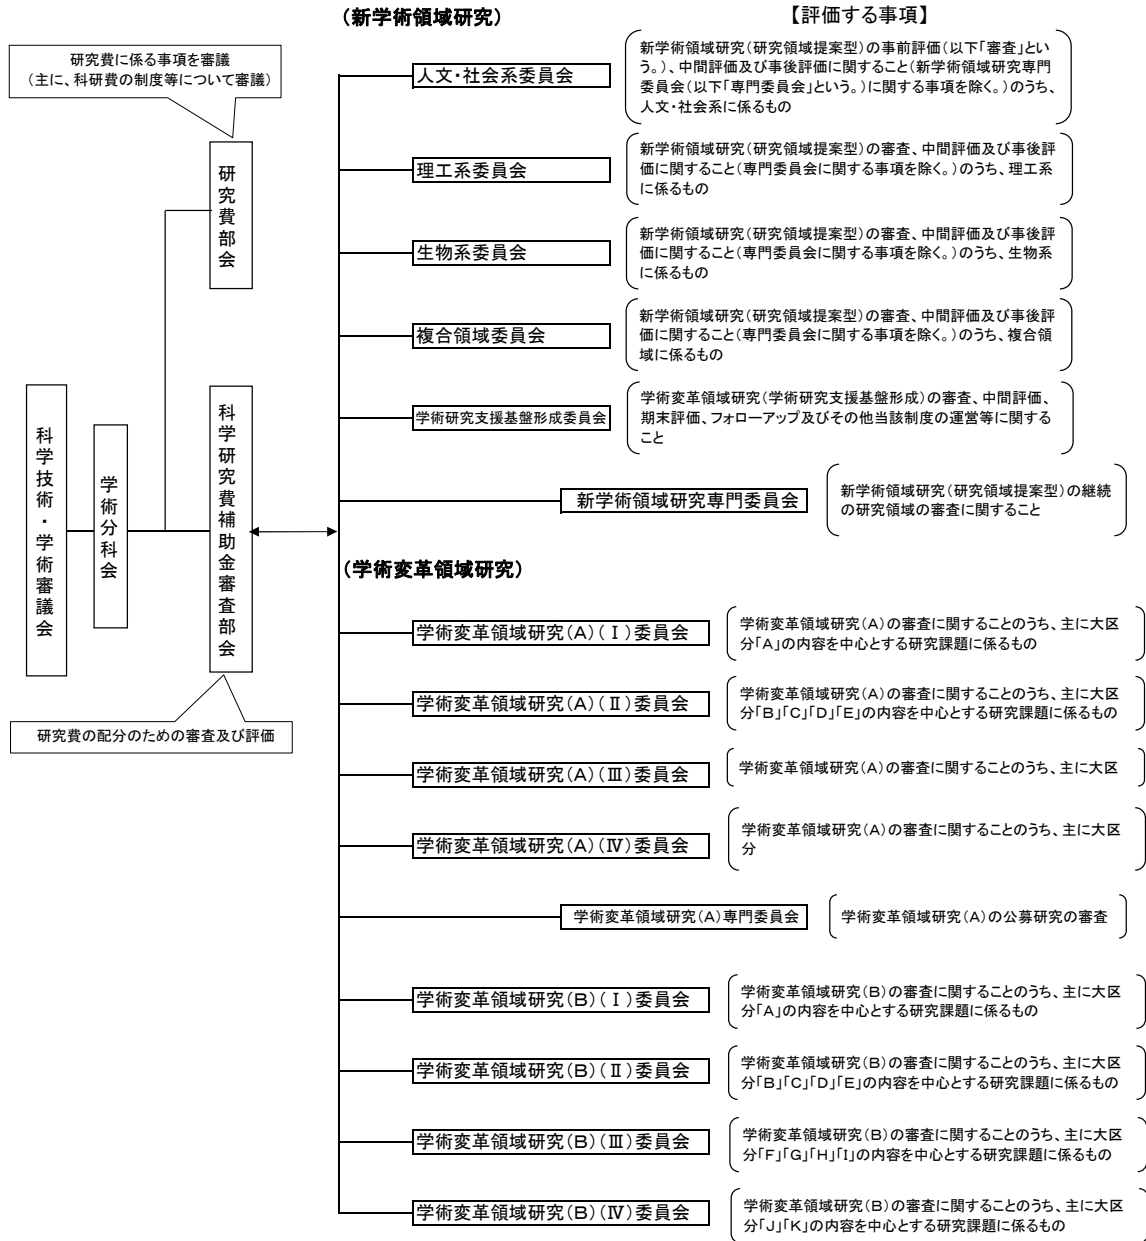 (新学術領域研究)
【評価する事項】
研究費に係る事項を審議
(主に、科研費の制度等について審議)
研究費部会
科学技術・学術審議会
学術分科会
科学研究費補助金審査部会
研究費の配分のための審査及び評価
人文・社会系委員会
新学術領域研究(研究領域提案型)の事前評価(以下「審査」とい
う。)、中間評価及び事後評価に関すること(新学術領域研究専門
委員会(以下「専門委員会」という。)に関する事項を除く。)のうち、
人文・社会系に係るもの
理工系委員会
新学術領域研究(研究領域提案型)の審査、中間評価及び事後評
価に関すること(専門委員会に関する事項を除く。)のうち、理工系
に係るもの
生物系委員会
新学術領域研究(研究領域提案型)の審査、中間評価及び事後評
価に関すること(専門委員会に関する事項を除く。)のうち、生物系
に係るもの
複合領域委員会
新学術領域研究(研究領域提案型)の審査、中間評価及び事後評
価に関すること(専門委員会に関する事項を除く。)のうち、複合領
域に係るもの
学術研究支援基盤形成委員会
学術変革領域研究(学術研究支援基盤形成)の審査、中間評価、
期末評価、フォローアップ及びその他当該制度の運営等に関する
こと
新学術領域研究専門委員会
新学術領域研究(研究領域提案型)の継続
の研究領域の審査に関すること
(学術変革領域研究)
学術変革領域研究(A)(Ⅰ)委員会
学術変革領域研究(A)の審査に関することのうち、主に大区
分「A」の内容を中心とする研究課題に係るもの
学術変革領域研究(A)(Ⅱ)委員会
学術変革領域研究(A)の審査に関することのうち、主に大区
分「B」「C」「D」「E」の内容を中心とする研究課題に係るもの
学術変革領域研究(A)(Ⅲ)委員会
学術変革領域研究(A)の審査に関することのうち、主に大区
学術変革領域研究(A)(Ⅳ)委員会
学術変革領域研究(A)の審査に関することのうち、主に大区
分
学術変革領域研究(A)専門委員会
学術変革領域研究(A)の公募研究の審査
学術変革領域研究(B)(Ⅰ)委員会
学術変革領域研究(B)の審査に関することのうち、主に大区
分「A」の内容を中心とする研究課題に係るもの
学術変革領域研究(B)(Ⅱ)委員会
学術変革領域研究(B)の審査に関することのうち、主に大区
分「B」「C」「D」「E」の内容を中心とする研究課題に係るもの
学術変革領域研究(B)(Ⅲ)委員会
学術変革領域研究(B)の審査に関することのうち、主に大区
分「F」「G」「H」「I」の内容を中心とする研究課題に係るもの
学術変革領域研究(B)(Ⅳ)委員会
学術変革領域研究(B)の審査に関することのうち、主に大区
分「J」「K」の内容を中心とする研究課題に係るもの